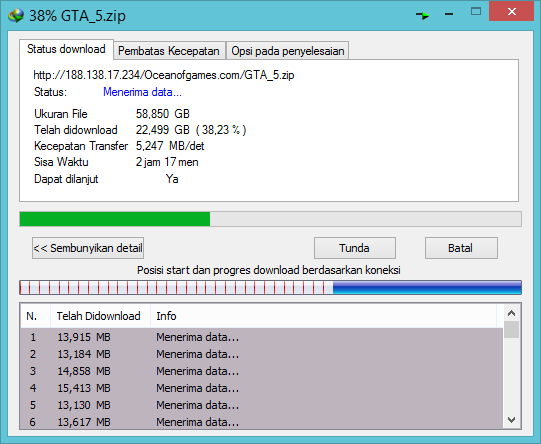 38% GTA_5.zip
Status download Pembatas Kecepatan Opsi pada penyelesaian
http://188.138.17.234/Oceanofgames.com/GTA_5.zip
Status: Menerima data...
Ukuran File 58,850 GB
Telah didownload 22,499 GB ( 38,23 % )
Kecepatan Transfer 5,247 MB/det
Sisa Waktu 2 jam 17 men
Dapat dilanjut Ya
<< Sembunyikan detail Tunda Batal
Posisi start dan progres download berdasarkan koneksi
N. Telah Didownload Info
1 13,915 MB Menerima data...
2 13,184 MB Menerima data...
3 14,858 MB Menerima data...
4 15,413 MB Menerima data...
5 13,130 MB Menerima data...
6 13,617 MB Menerima data...